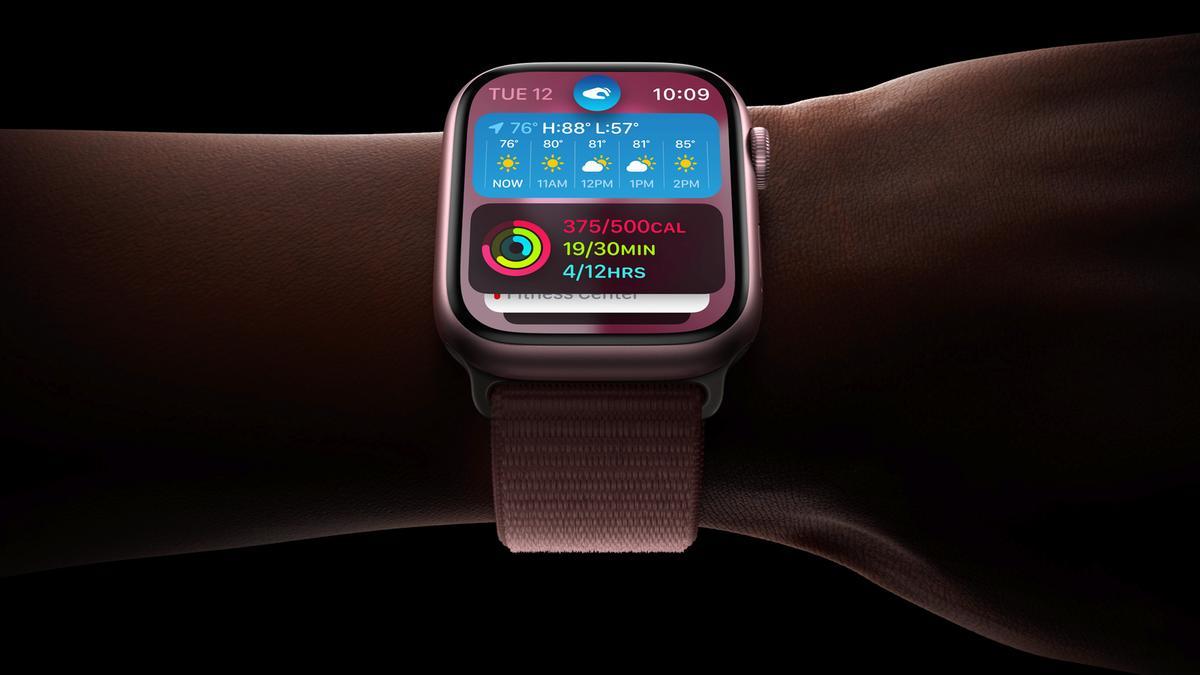 TUE 12 10:09
76° H:88° L:57°
76° 80° 81° 81° 85°
NOW 11AM 12PM 1PM 2PM
375/500CAL
19/30MIN
4/12HRS
Fitness Center